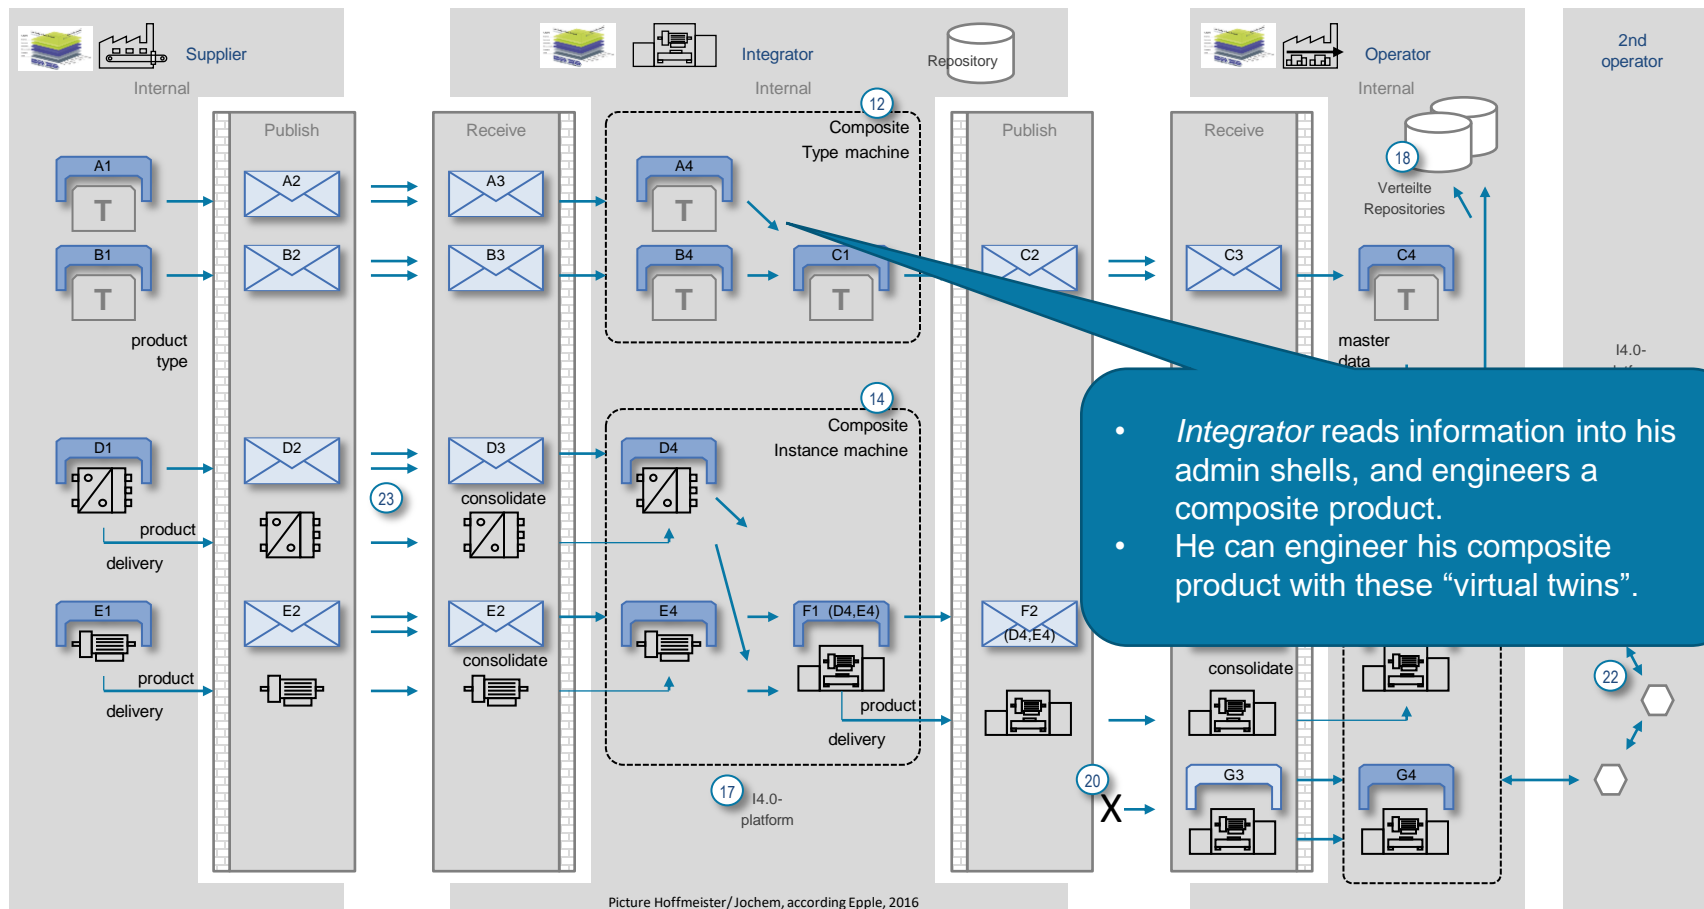 Supplier
Internal
Integrator
Internal
Repository
Operator
Internal
2nd
operator
Publish
Receive
12
Composite
Type machine
Publish
Receive
18
Verteilte
Repositories
A1
T
A2
A3
A4
T
B1
T
B2
B3
B4
T
C1
T
C2
C3
C4
T
product
type
master
data
I4.0-
14
Composite
Instance machine
D1
D2
D3
D4
23
consolidate
product
delivery
• Integrator reads information into his
admin shells, and engineers a
composite product.
• He can engineer his composite
product with these “virtual twins”.
E1
E2
E2
E4
F1 (D4,E4)
F2
(D4,E4)
consolidate
consolidate
product
delivery
product
delivery
22
17
I4.0-
platform
20
X
G3
G4
Picture Hoffmeister/Jochem, according Epple, 2016